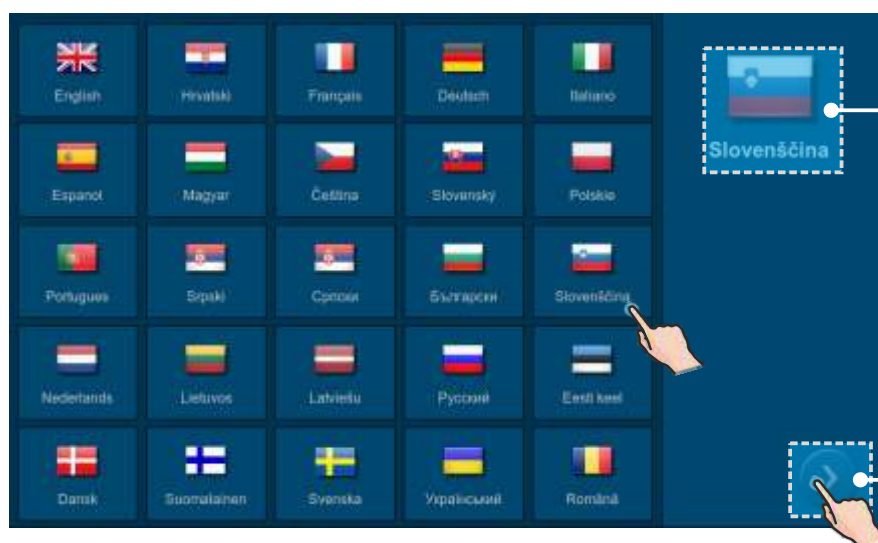 English
Hrvatski
Français
Deutsch
Italiano
Slovenščina
Espanol
Magyar
Čeština
Slovensky
Polskie
Portugues
Srpski
Српски
Български
Slovenščina
Nederlands
Lietuvos
Latviešu
Русский
Eesti keel
Dansk
Suomalainen
Svenska
Український
Română